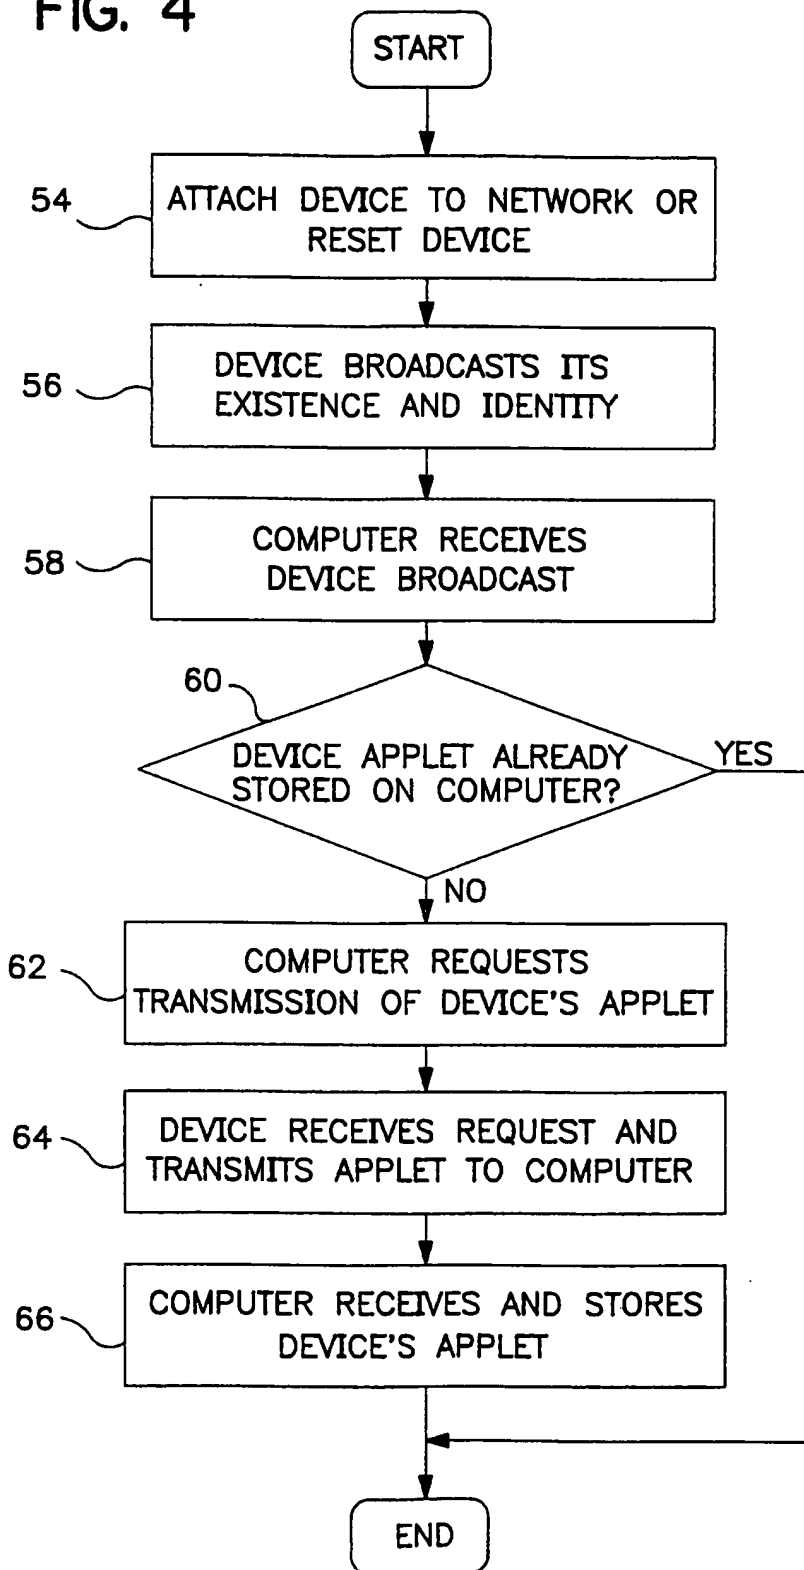 FIG. 4
START
54
ATTACH DEVICE TO NETWORK OR
RESET DEVICE
56
DEVICE BROADCASTS ITS
EXISTENCE AND IDENTITY
58
COMPUTER RECEIVES
DEVICE BROADCAST
60
DEVICE APPLET ALREADY
STORED ON COMPUTER?
YES
NO
62
COMPUTER REQUESTS
TRANSMISSION OF DEVICE'S APPLET
64
DEVICE RECEIVES REQUEST AND
TRANSMITS APPLET TO COMPUTER
66
COMPUTER RECEIVES AND STORES
DEVICE'S APPLET
END